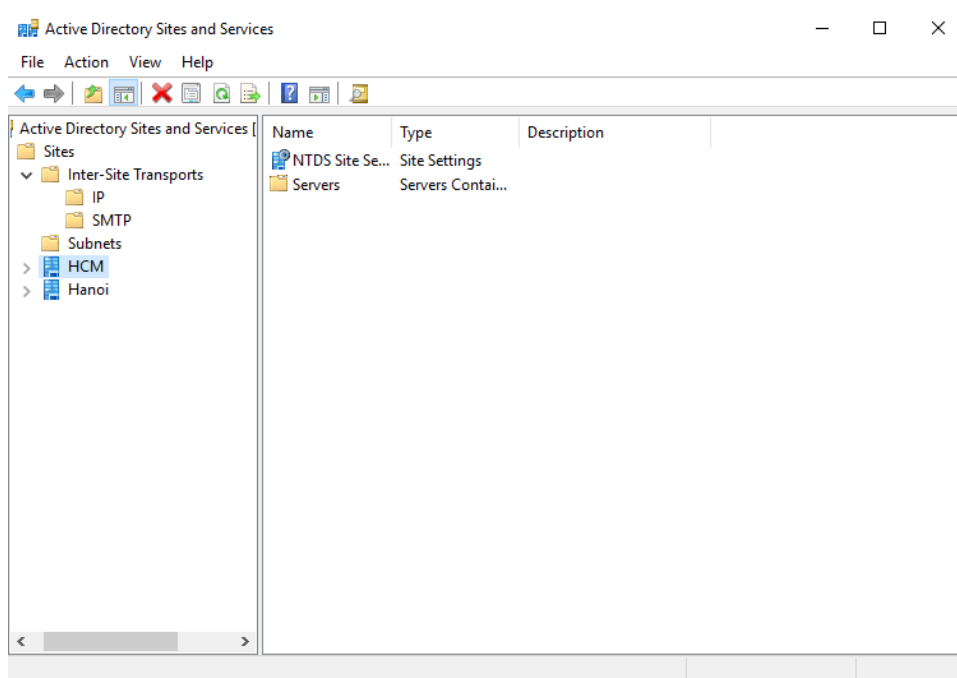 Active Directory Sites and Services
File Action View Help
Active Directory Sites and Services [
Sites
Inter-Site Transports
IP
SMTP
Subnets
HCM
Hanoi
Name Type Description
NTDS Site Se... Site Settings
Servers Servers Contai...